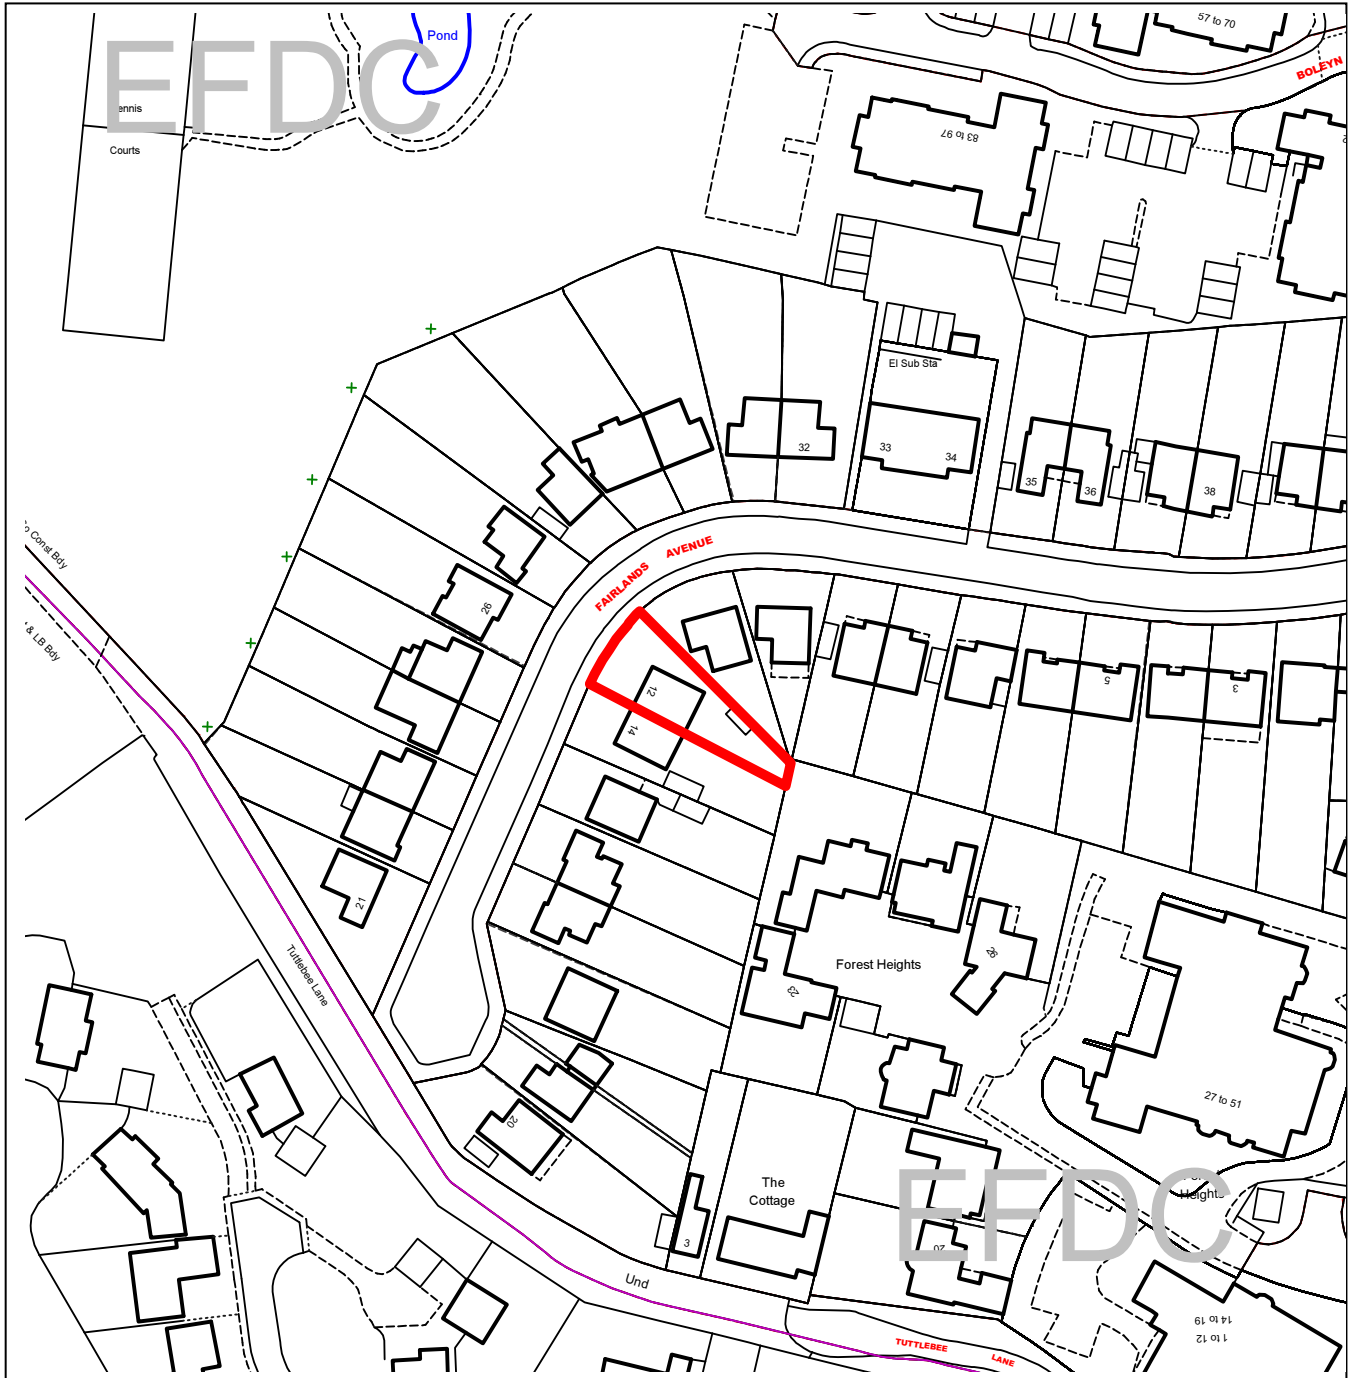 57 to 70
Pond
EFDC
BOLEYN
ennis
Courts
83 to 97
El Sub Sta
32
33
34
35
36
38
AVENUE
FAIRLANDS
26
o Const Bdy
& LB Bdy
12
14
5
3
21
Forest Heights
26
23
Tuttlebee Lane
27 to 51
20
The
Cottage
EFDC
Heights
3
20
Und
14 to 19
1 to 12
TUTTLEBEE
LANE